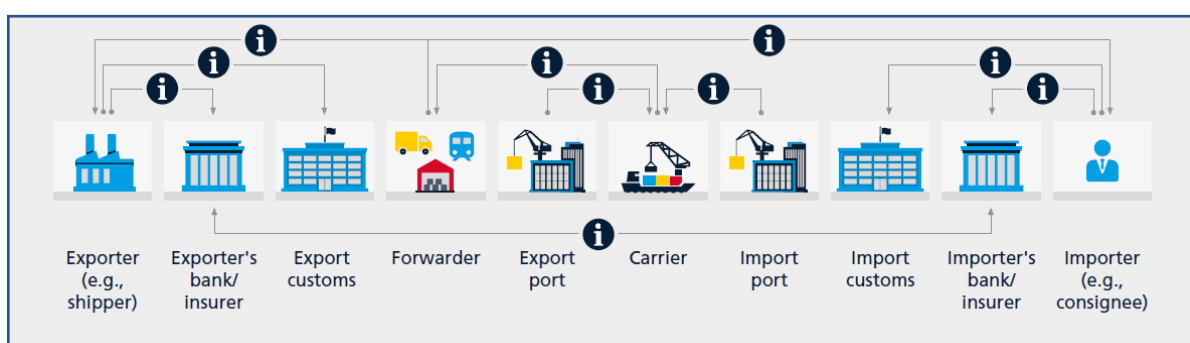 i
i
i
i
i
i
i
i
i
i
Exporter
(e.g.,
shipper)
Exporter's
bank/
insurer
Export
customs
Forwarder
Export
port
Carrier
Import
port
Import
customs
Importer's
bank/
insurer
Importer
(e.g.,
consignee)